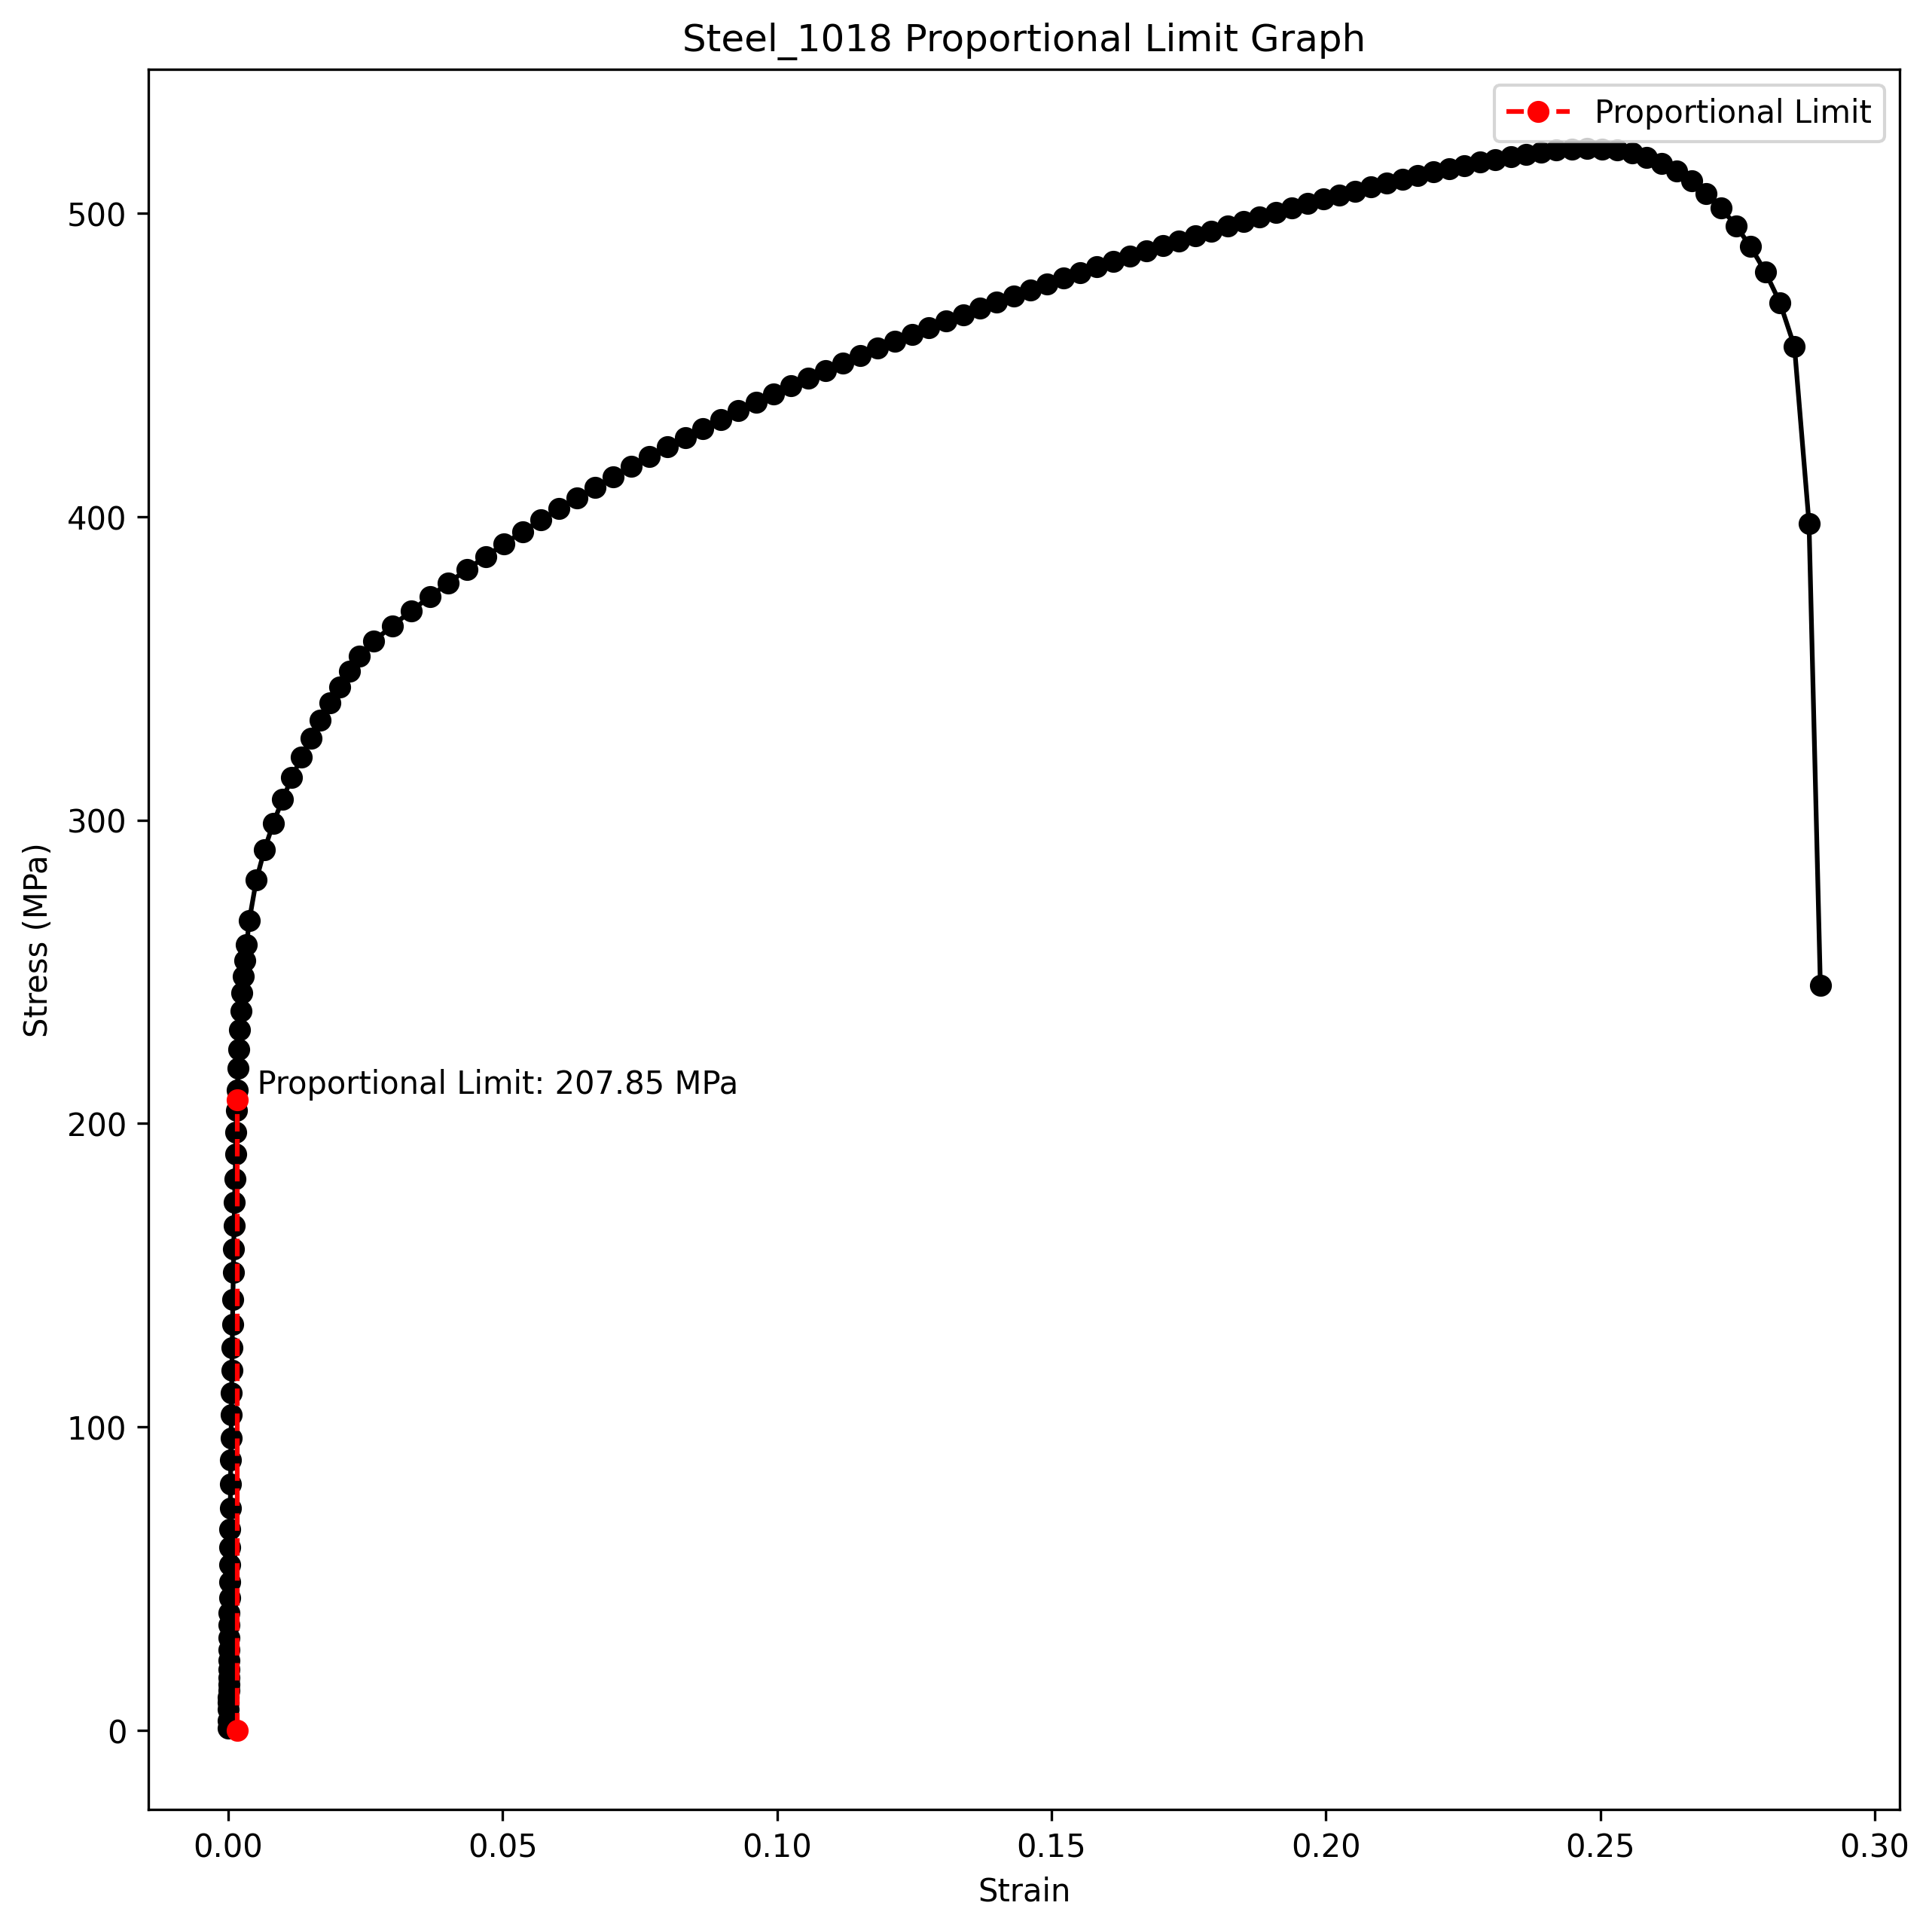 Steel_1018 Proportional Limit Graph
Proportional Limit
500
400
300
200
100
0
Stress (MPa)
Proportional Limit: 207.85 MPa
0.00 0.05 0.10 0.15 0.20 0.25 0.30
Strain